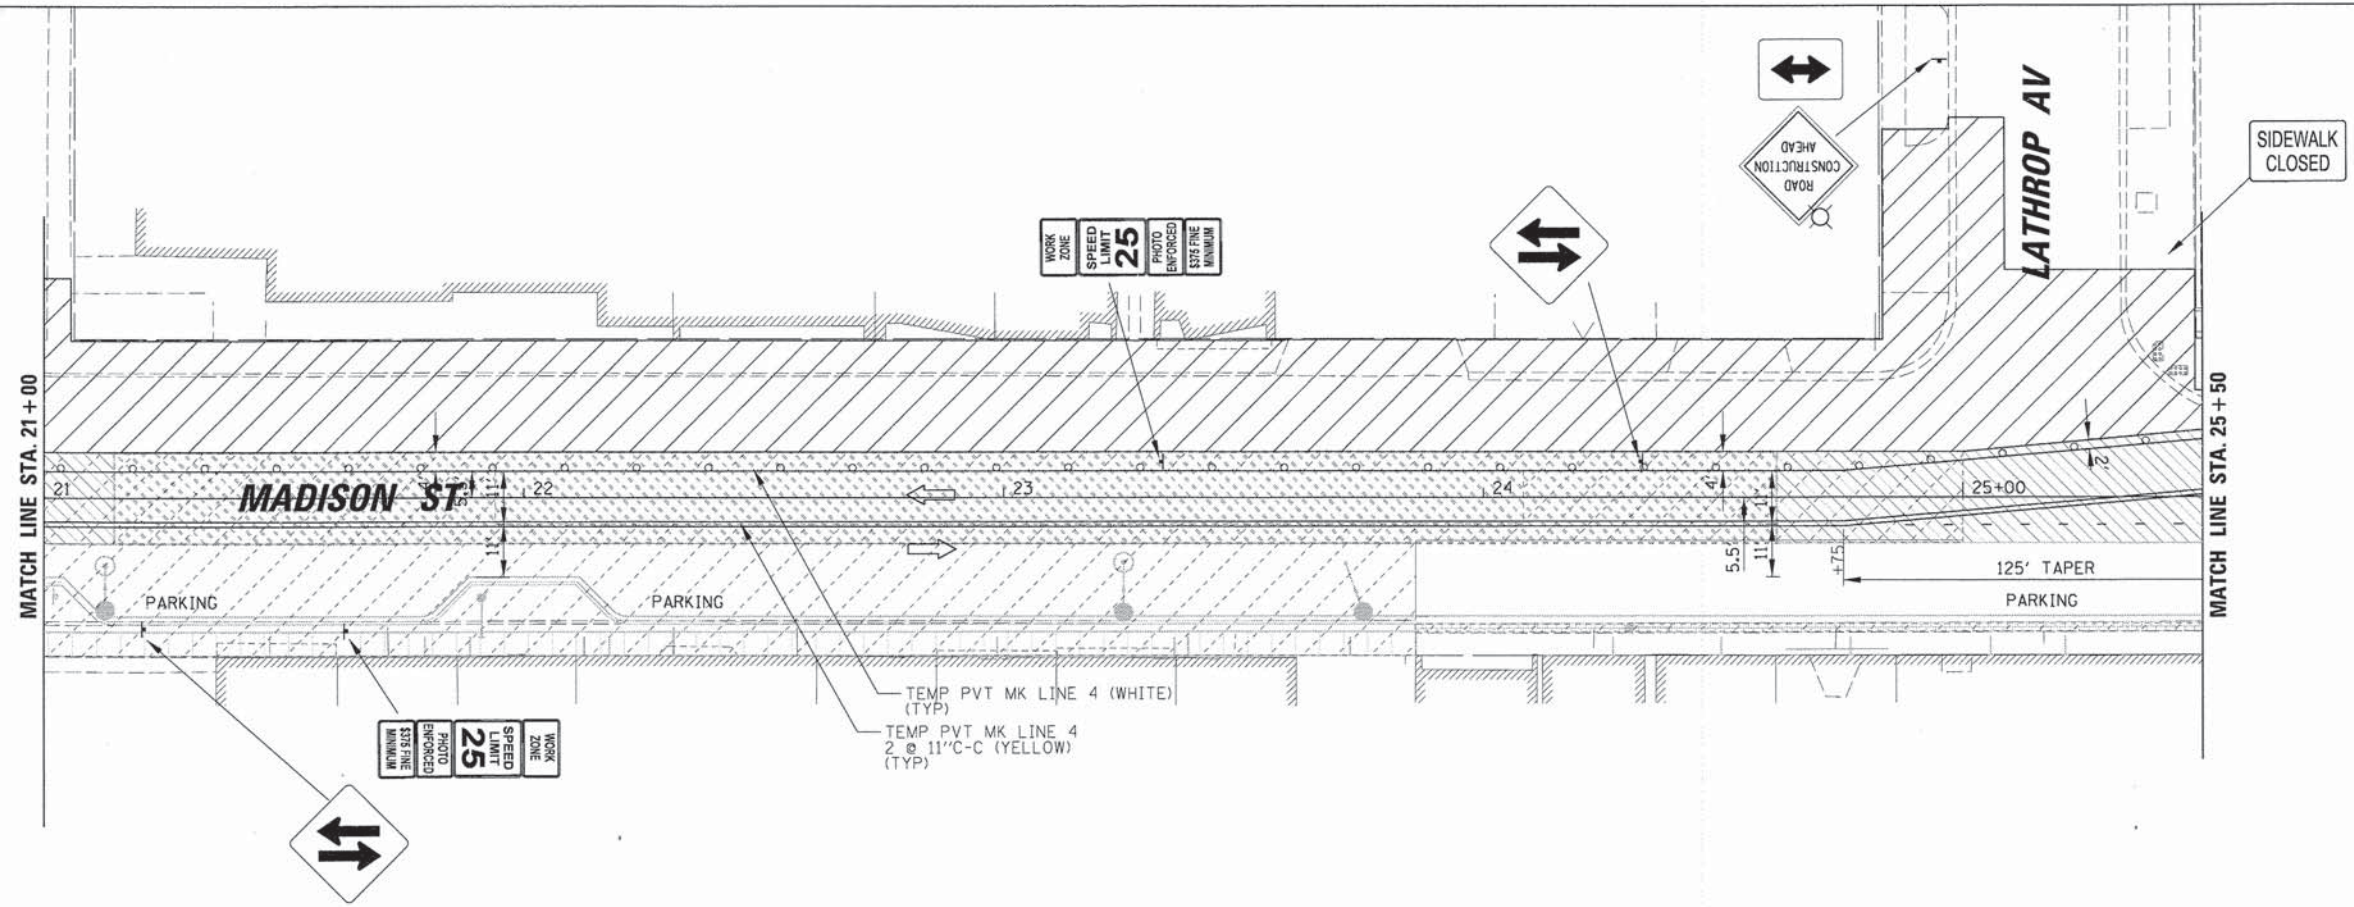 LATHROP AV
ROAD
CONSTRUCTION
AHEAD
SIDEWALK
CLOSED
WORK
ZONE
SPEED
LIMIT
25
PHOTO
ENFORCED
$375 FINE
MINIMUM
MATCH LINE STA. 21+00
MATCH LINE STA. 25+50
21
MADISON ST
22
23
24
25+00
4'
5.5'
11'
11'
4'
11'
5.5'
11'
2'
+75
125' TAPER
PARKING
PARKING
PARKING
TEMP PVT MK LINE 4 (WHITE)
(TYP)
TEMP PVT MK LINE 4
2 @ 11"C-C (YELLOW)
(TYP)
WORK
ZONE
SPEED
LIMIT
25
PHOTO
ENFORCED
$375 FINE
MINIMUM